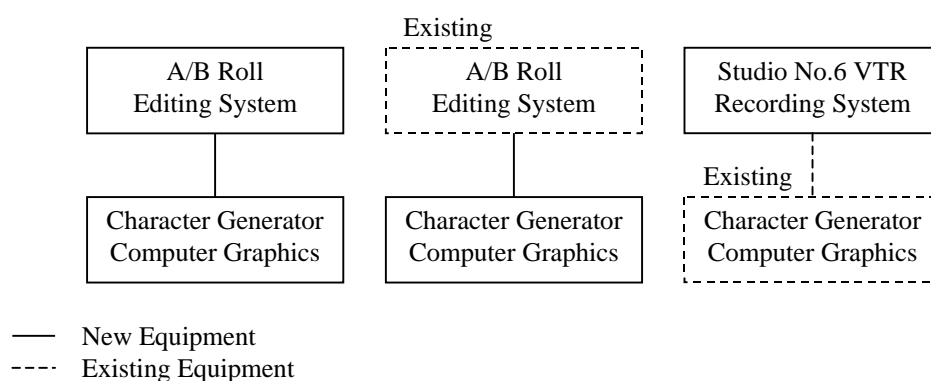 Existing
A/B Roll
Editing System
A/B Roll
Editing System
Studio No.6 VTR
Recording System
Existing
Character Generator
Computer Graphics
Character Generator
Computer Graphics
Character Generator
Computer Graphics
New Equipment
Existing Equipment